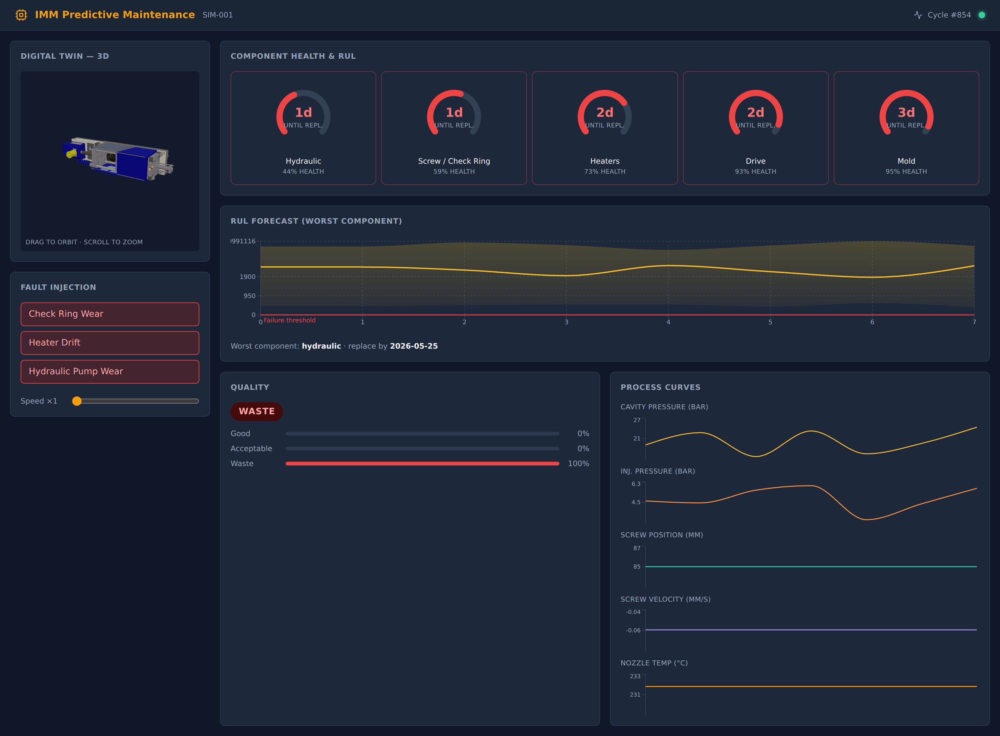 IMM Predictive Maintenance SIM-001
Cycle #854
DIGITAL TWIN — 3D
DRAG TO ORBIT · SCROLL TO ZOOM
FAULT INJECTION
Check Ring Wear
Heater Drift
Hydraulic Pump Wear
Speed ×1
COMPONENT HEALTH & RUL
1d
UNTIL REPL.
Hydraulic
44% HEALTH
1d
UNTIL REPL.
Screw / Check Ring
59% HEALTH
2d
UNTIL REPL.
Heaters
73% HEALTH
2d
UNTIL REPL.
Drive
93% HEALTH
3d
UNTIL REPL.
Mold
95% HEALTH
RUL FORECAST (WORST COMPONENT)
9991116
1900
950
0
Failure threshold
0 1 2 3 4 5 6 7
Worst component: hydraulic · replace by 2026-05-25
QUALITY
WASTE
Good 0%
Acceptable 0%
Waste 100%
PROCESS CURVES
CAVITY PRESSURE (BAR)
27
21
INJ. PRESSURE (BAR)
6.3
4.5
SCREW POSITION (MM)
87
85
SCREW VELOCITY (MM/S)
-0.04
-0.06
NOZZLE TEMP (°C)
233
231